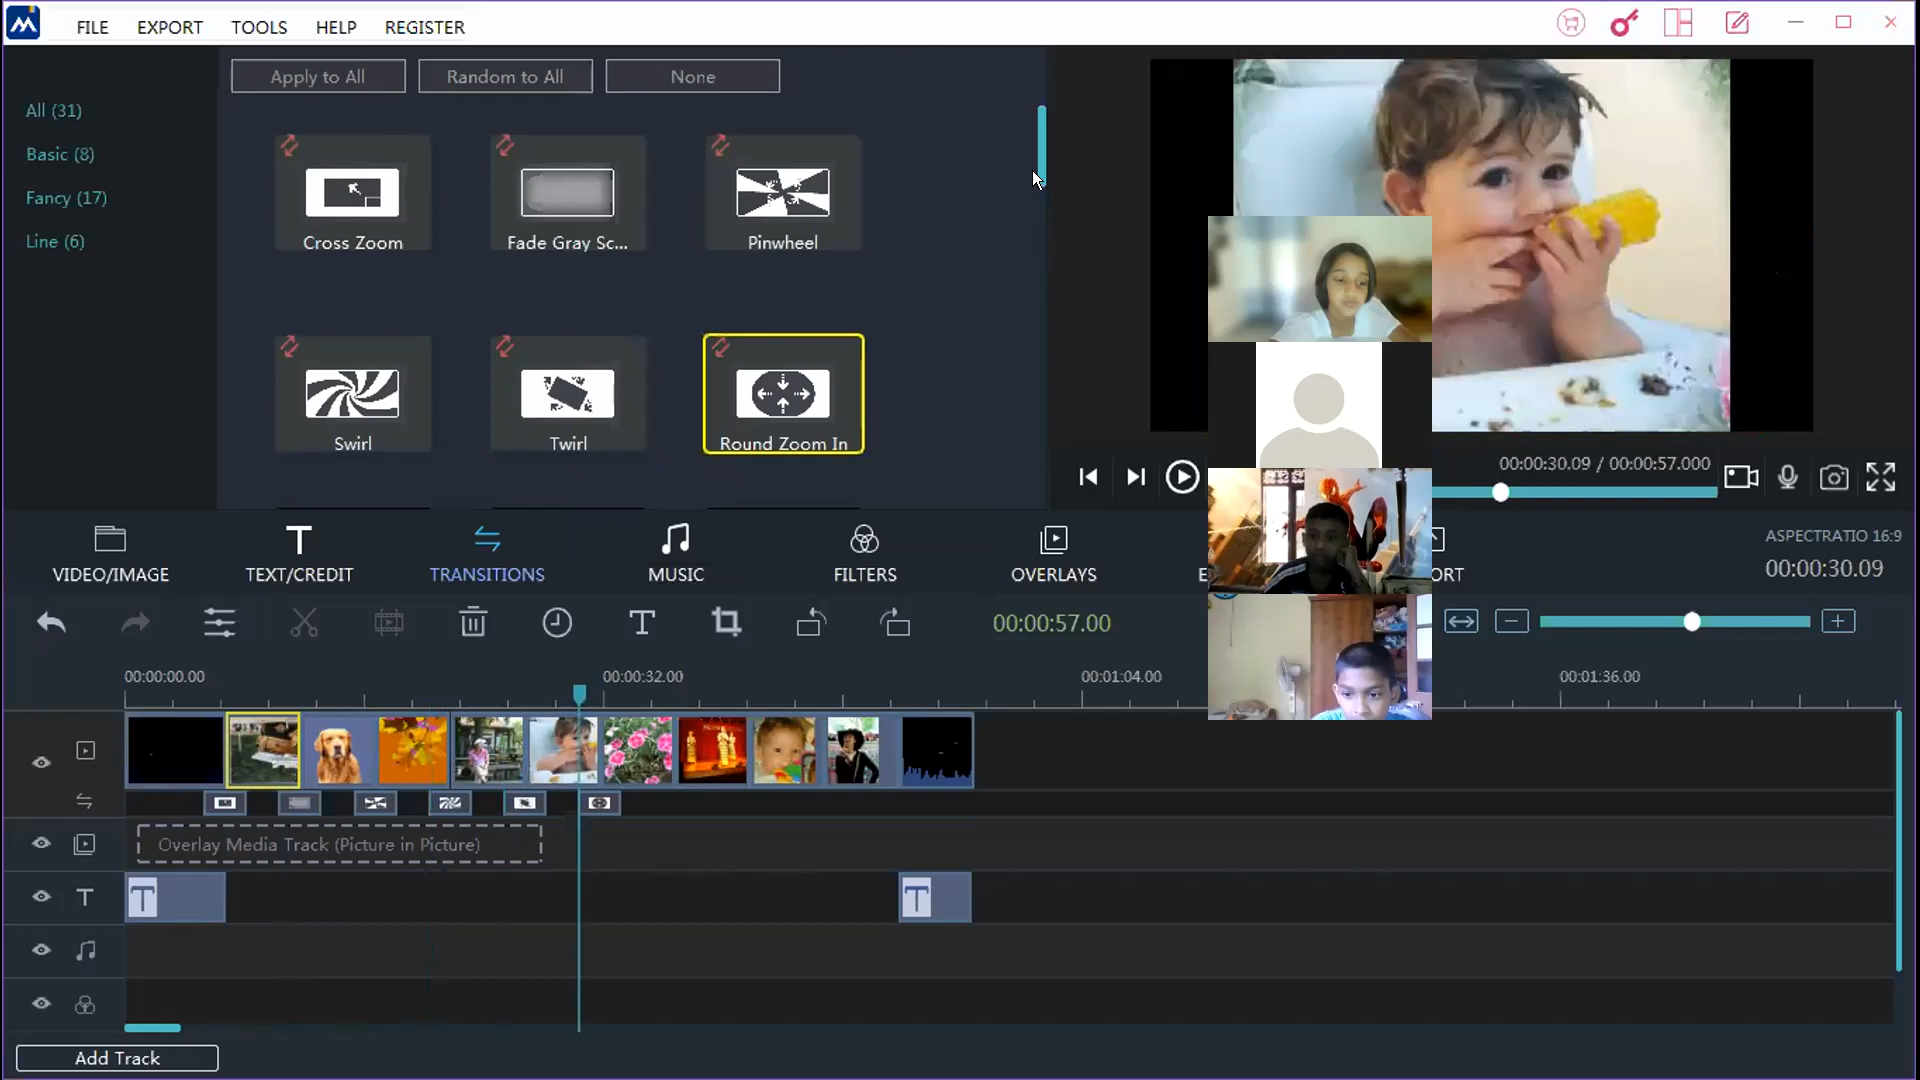 FILE
EXPORT
TOOLS
HELP
REGISTER
Apply to All
Random to All
None
All (31)
Basic (8)
Fancy (17)
Line (6)
Cross Zoom
Fade Gray Sc...
Pinwheel
Swirl
Twirl
Round Zoom In
00:00:30.09 / 00:00:57.000
VIDEO/IMAGE
TEXT/CREDIT
TRANSITIONS
MUSIC
FILTERS
OVERLAYS
ASPECTRATIO 16:9
00:00:30.09
00:00:57.00
00:00:00.00
00:00:32.00
00:01:04.00
00:01:36.00
Overlay Media Track (Picture in Picture)
T
T
Add Track